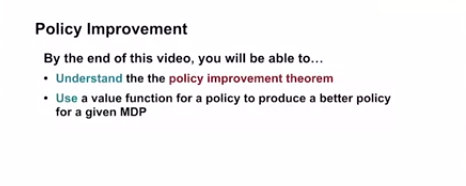 Policy Improvement
By the end of this video, you will be able to...
• Understand the the policy improvement theorem
• Use a value function for a policy to produce a better policy
for a given MDP